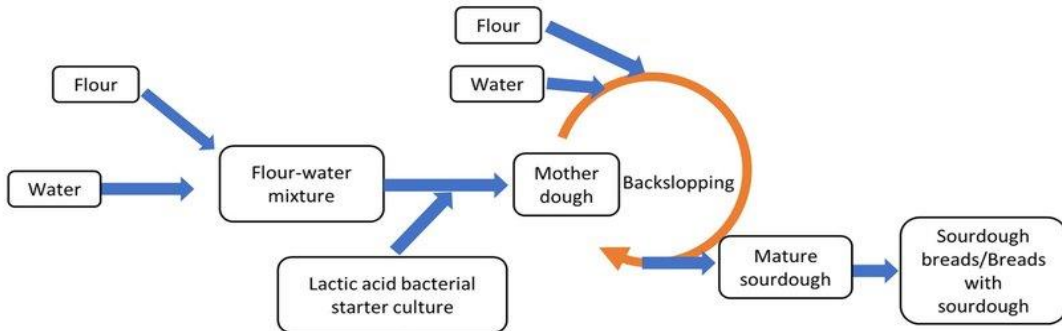 Flour
Water
Flour
Water
Flour-water
mixture
Lactic acid bacterial
starter culture
Mother
dough
Backslopping
Mature
sourdough
Sourdough
breads/Breads
with
sourdough